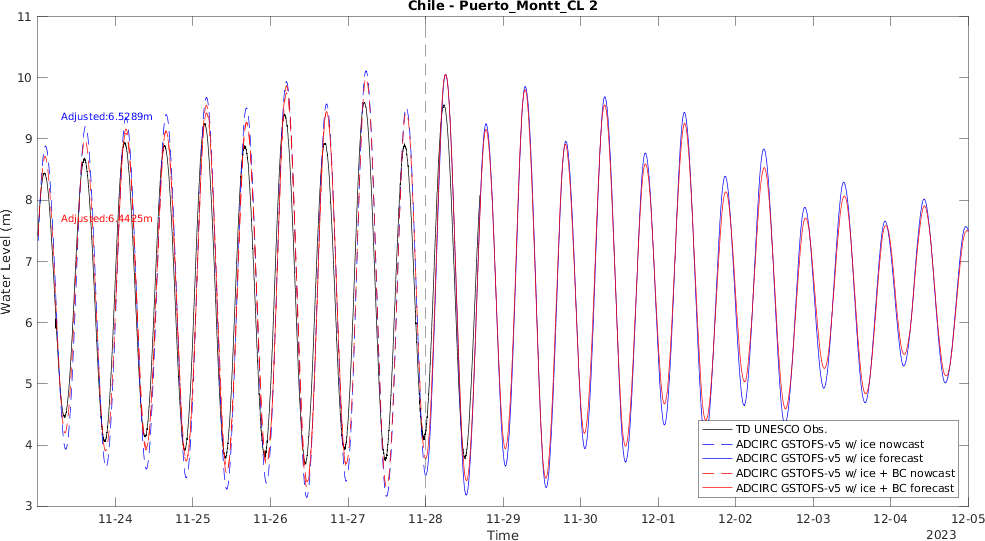 Chile - Puerto_Montt_CL 2
11
10
9
8
7
6
5
4
3
Water Level (m)
Adjusted:6.5289m
Adjusted:6.4425m
TD UNESCO Obs.
ADCIRC GSTOFS-v5 w/ ice nowcast
ADCIRC GSTOFS-v5 w/ ice forecast
ADCIRC GSTOFS-v5 w/ ice + BC nowcast
ADCIRC GSTOFS-v5 w/ ice + BC forecast
11-24 11-25 11-26 11-27 11-28 11-29 11-30 12-01 12-02 12-03 12-04 12-05
2023
Time